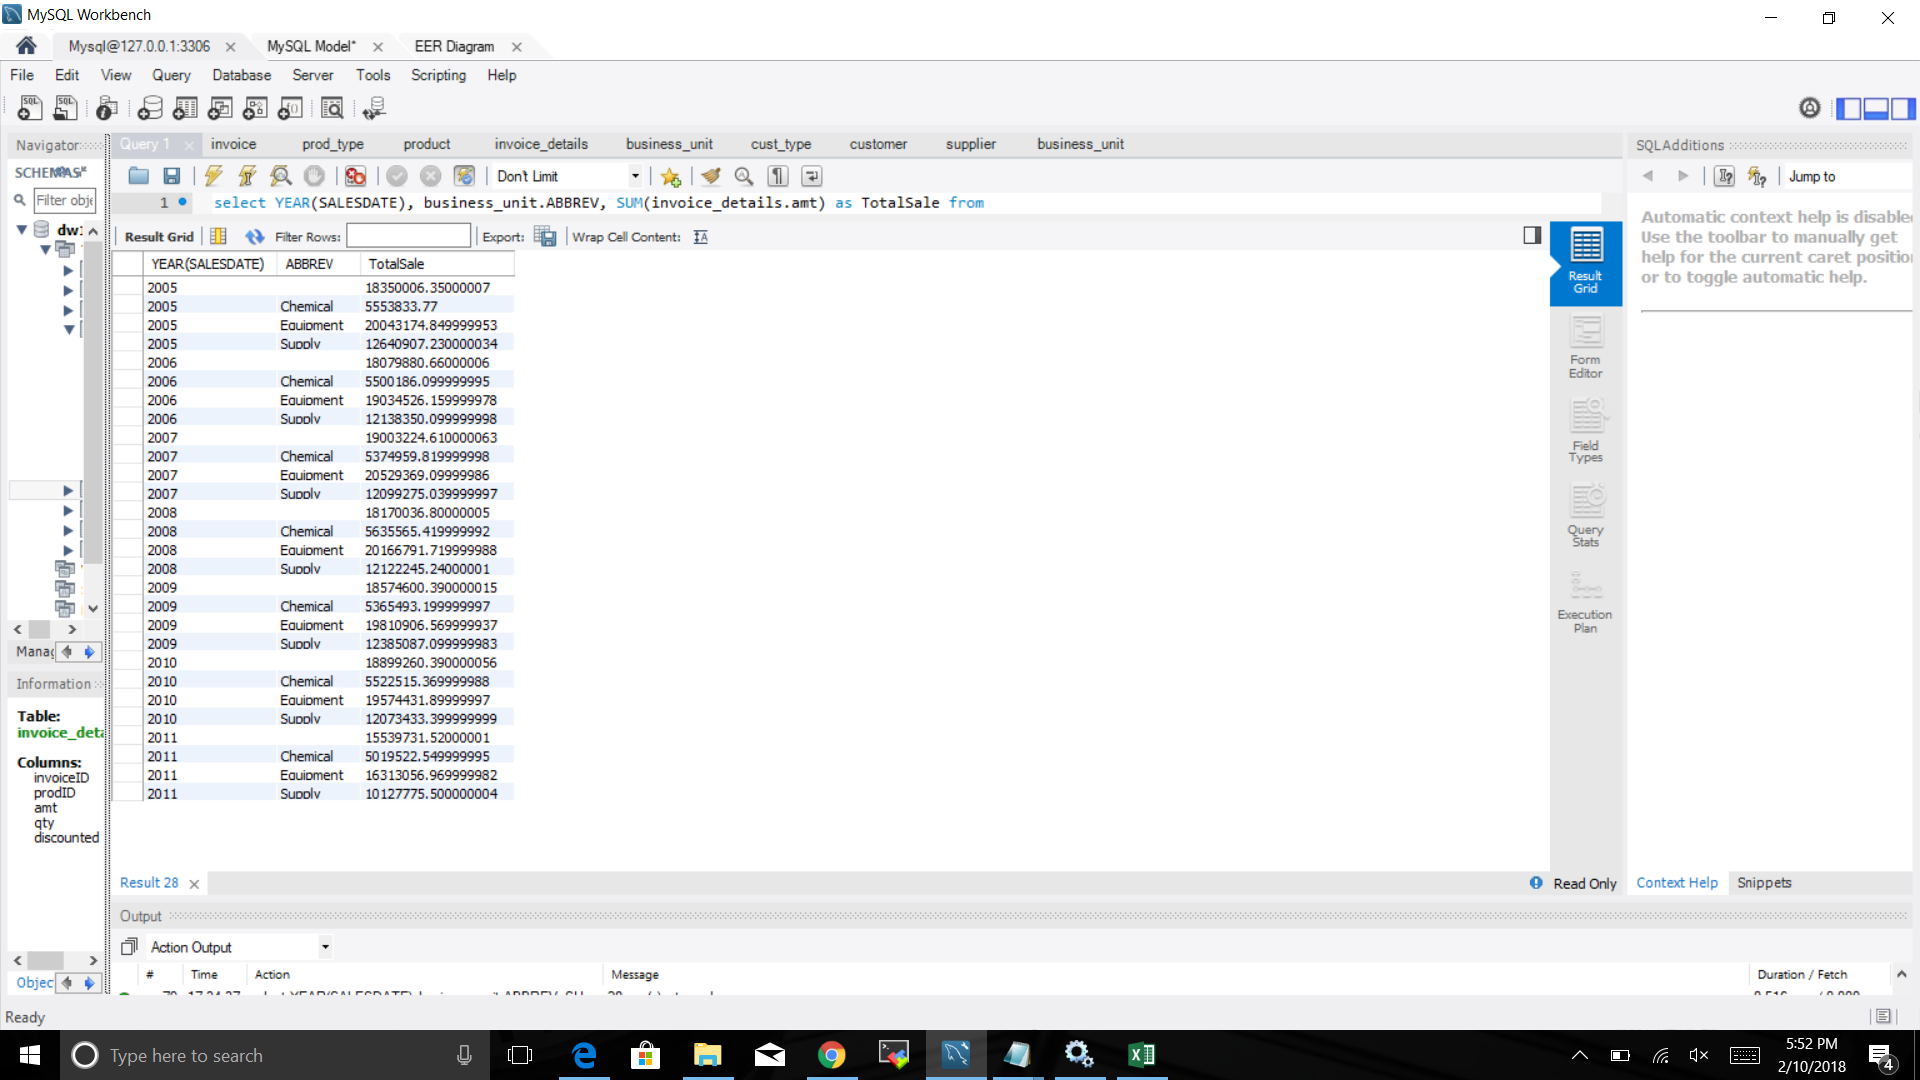 MySQL Workbench
Mysql@127.0.0.1:3306
MySQL Model*
EER Diagram
File Edit View Query Database Server Tools Scripting Help
Navigator
SCHEMAS
Filter obje
dw1
Query 1 invoice prod_type product invoice_details business_unit cust_type customer supplier business_unit
Don't Limit
1 select YEAR(SALESDATE), business_unit.ABBREV, SUM(invoice_details.amt) as TotalSale from
Result Grid Filter Rows: Export: Wrap Cell Content:
YEAR(SALESDATE) ABBREV TotalSale
2005 18350006.35000007
2005 Chemical 5553833.77
2005 Equipment 20043174.849999953
2005 Supply 12640907.230000034
2006 18079880.66000006
2006 Chemical 5500186.099999995
2006 Equipment 19034526.159999978
2006 Supply 12138350.099999998
2007 19003224.610000063
2007 Chemical 5374959.819999998
2007 Equipment 20529369.09999986
2007 Supply 12099275.039999997
2008 18170036.80000005
2008 Chemical 5635565.419999992
2008 Equipment 20166791.719999988
2008 Supply 12122245.24000001
2009 18574600.390000015
2009 Chemical 5365493.199999997
2009 Equipment 19810906.569999937
2009 Supply 12385087.099999983
2010 18899260.390000056
2010 Chemical 5522515.369999988
2010 Equipment 19574431.89999997
2010 Supply 12073433.399999999
2011 15539731.52000001
2011 Chemical 5019522.549999995
2011 Equipment 16313056.969999982
2011 Supply 10127775.500000004
Result
Grid
Form
Editor
Field
Types
Query
Stats
Execution
Plan
SQLAdditions
Jump to
Automatic context help is disabled
Use the toolbar to manually get
help for the current caret position
or to toggle automatic help.
Manag
Information
Table:
invoice_deta
Columns:
invoiceID
prodID
amt
qty
discounted
Objec
Result 28
Read Only
Context Help Snippets
Output
Action Output
# Time Action Message Duration / Fetch
Ready
Type here to search
5:52 PM
2/10/2018
4